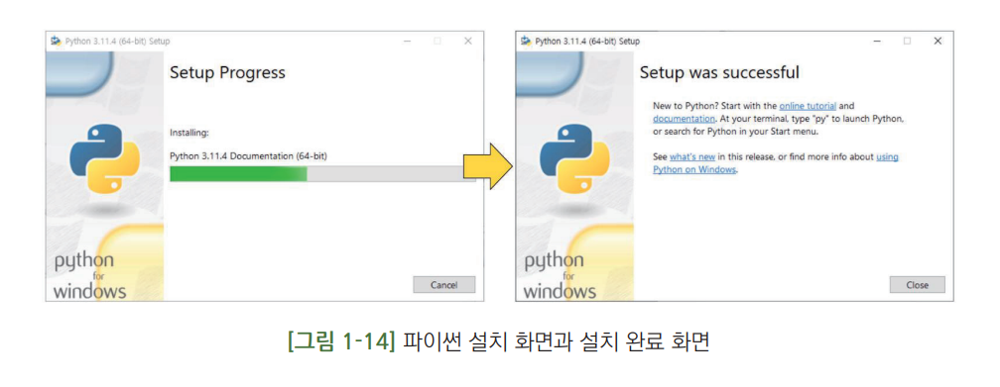 Python 3.11.4 (64-bit) Setup
Setup Progress
Installing:
Python 3.11.4 Documentation (64-bit)
python
for
windows
Cancel
Python 3.11.4 (64-bit) Setup
Setup was successful
New to Python? Start with the online tutorial and
documentation. At your terminal, type "py" to launch Python,
or search for Python in your Start menu.
See what's new in this release, or find more info about using
Python on Windows.
python
for
windows
Close
[그림 1-14] 파이썬 설치 화면과 설치 완료 화면